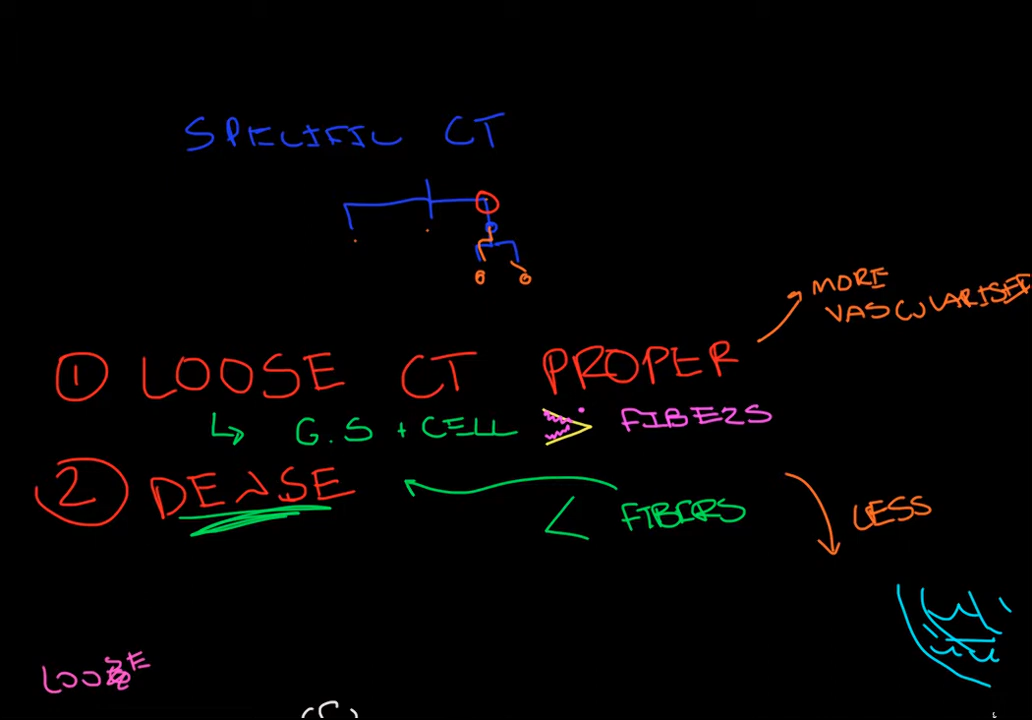 SPECIFIC CT
MORE
VASCULARISED
① LOOSE CT PROPER
↳ G.S + CELL > FIBERS
② DENSE
< FIBERS
LESS
LOOSE